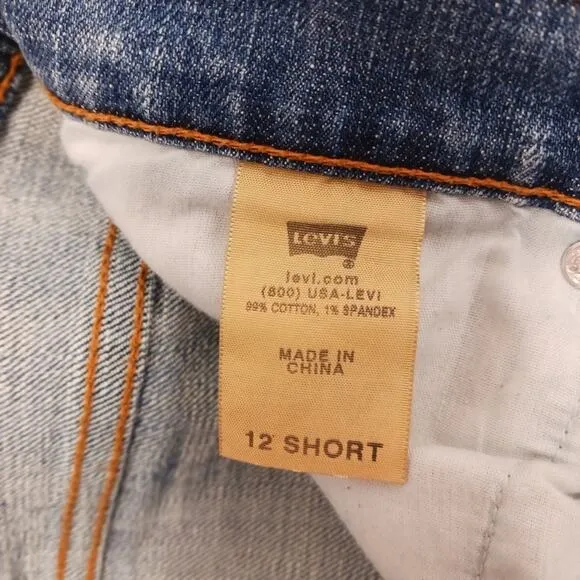 LEVI'S
®
levi.com
(800) USA-LEVI
99% COTTON, 1% SPANDEX
MADE IN
CHINA
12 SHORT